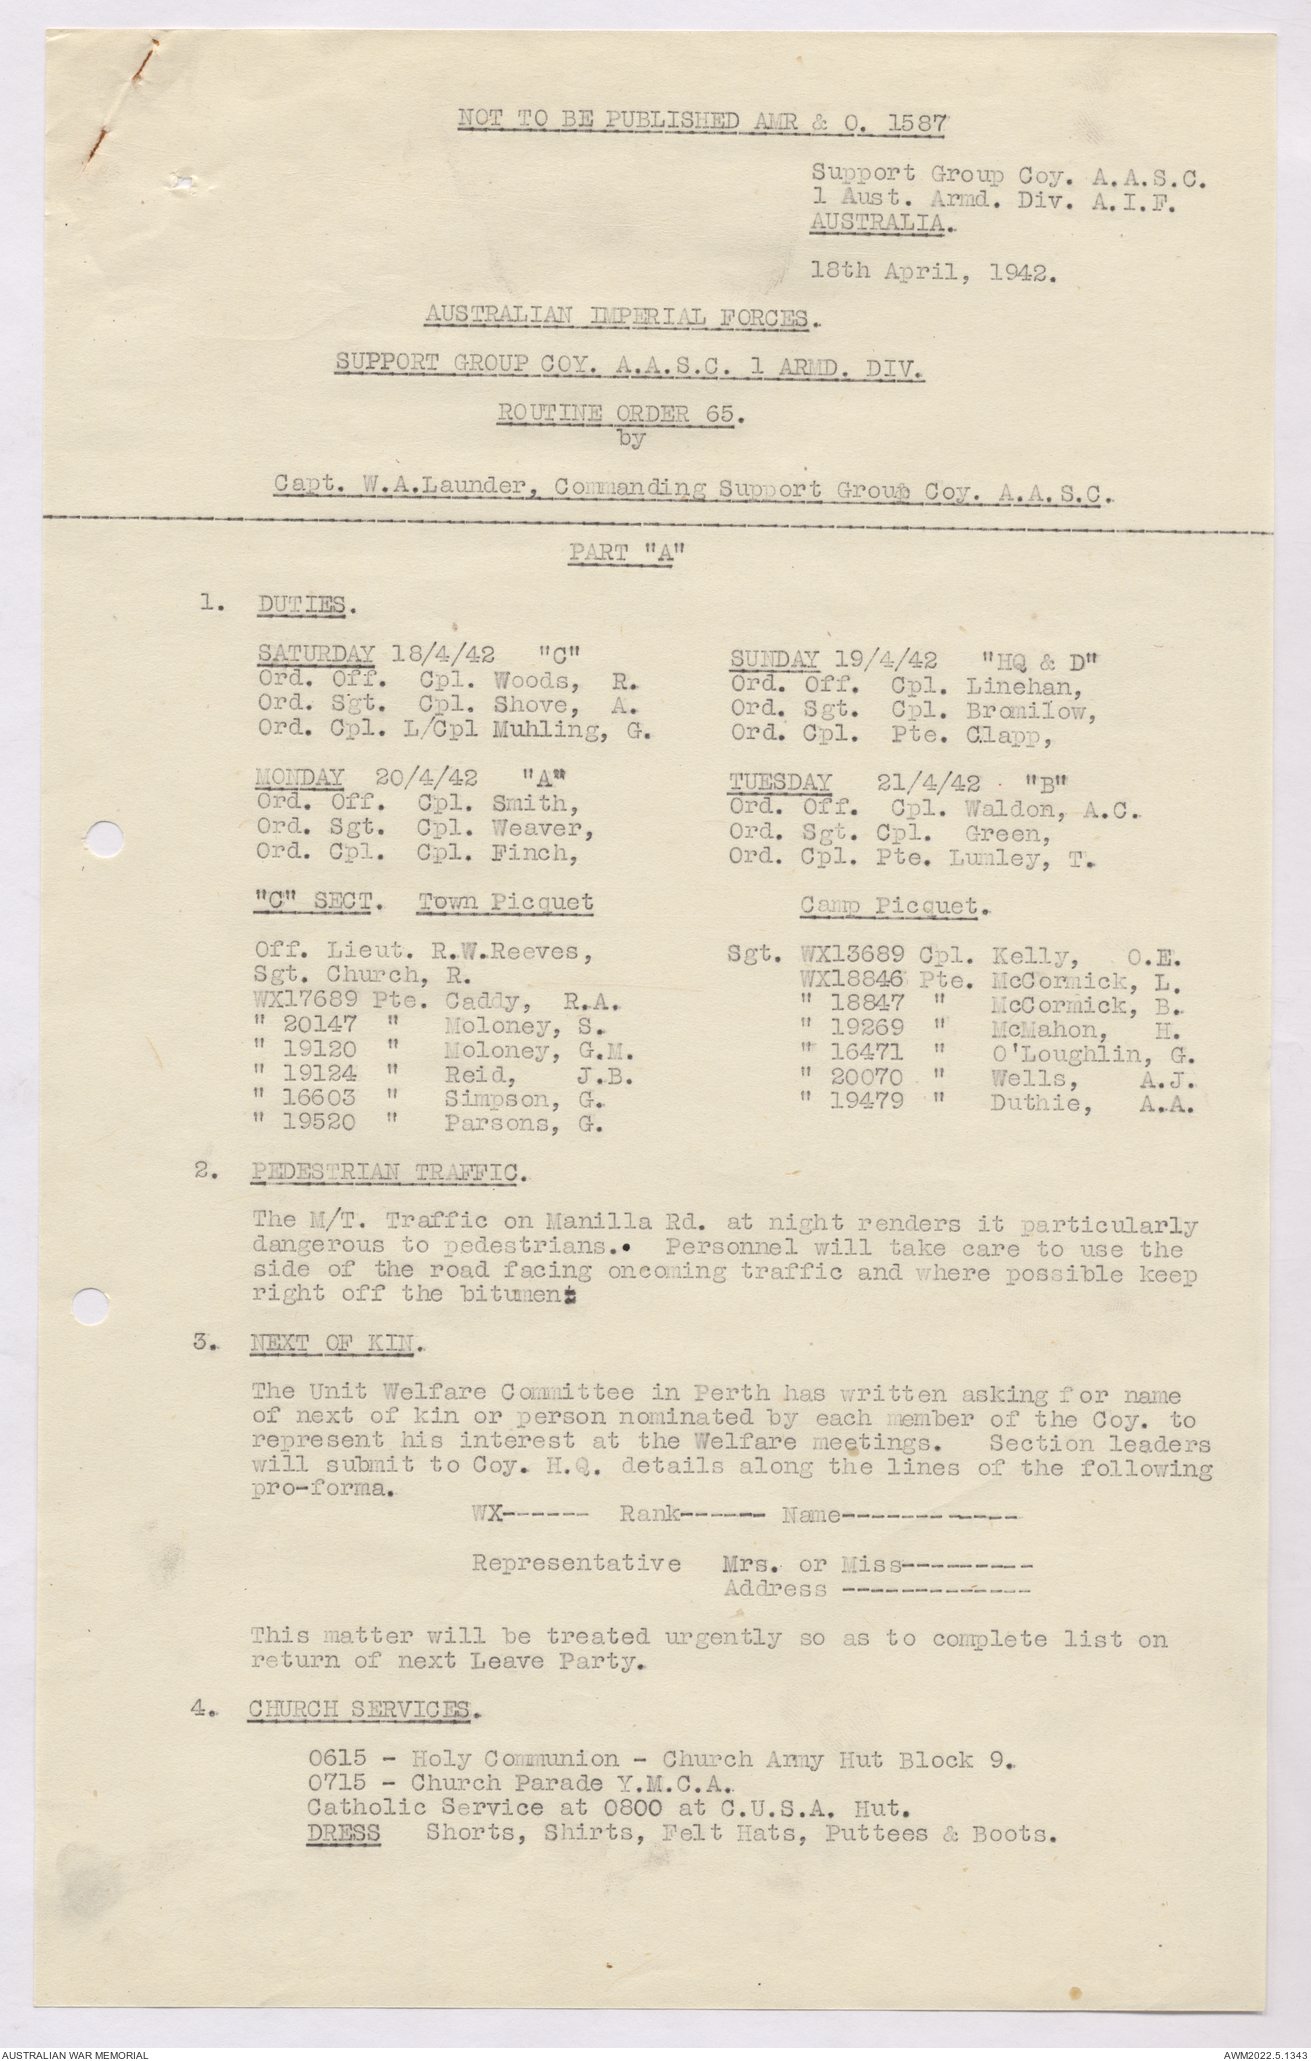 NOT TO BE PUBLISHED AMR & O. 1587
Support Group Coy. A.A.S.C.
1 Aust. Armd. Div. A.I.F.
AUSTRALIA.
18th April, 1942.
AUSTRALIAN IMPERIAL FORCES.
SUPPORT GROUP COY. A.A.S.C. 1 ARMD. DIV.
ROUTINE ORDER 65.
by
Capt. W.A.Launder, Commanding Support Group Coy. A.A.S.C.
PART "A"
1. DUTIES.
SATURDAY 18/4/42 "C"
Ord. Off. Cpl. Woods, R.
Ord. Sgt. Cpl. Shove, A.
Ord. Cpl. L/Cpl Muhling, G.
SUNDAY 19/4/42 "HQ & D"
Ord. Off. Cpl. Linehan,
Ord. Sgt. Cpl. Bromilow,
Ord. Cpl. Pte. Clapp,
MONDAY 20/4/42 "A"
Ord. Off. Cpl. Smith,
Ord. Sgt. Cpl. Weaver,
Ord. Cpl. Cpl. Finch,
TUESDAY 21/4/42 "B"
Ord. Off. Cpl. Waldon, A.C.
Ord. Sgt. Cpl. Green,
Ord. Cpl. Pte. Lumley, T.
"C" SECT. Town Picquet
Off. Lieut. R.W.Reeves,
Sgt. Church, R.
WX17689 Pte. Caddy, R.A.
" 20147 " Moloney, S.
" 19120 " Moloney, G.M.
" 19124 " Reid, J.B.
" 16603 " Simpson, G.
" 19520 " Parsons, G.
Camp Picquet.
Sgt. WX13689 Cpl. Kelly, O.E.
WX18846 Pte. McCormick, L.
" 18847 " McCormick, B.
" 19269 " McMahon, H.
" 16471 " O'Loughlin, G.
" 20070 " Wells, A.J.
" 19479 " Duthie, A.A.
2. PEDESTRIAN TRAFFIC.
The M/T. Traffic on Manilla Rd. at night renders it particularly
dangerous to pedestrians.. Personnel will take care to use the
side of the road facing oncoming traffic and where possible keep
right off the bitumen.
3. NEXT OF KIN.
The Unit Welfare Committee in Perth has written asking for name
of next of kin or person nominated by each member of the Coy. to
represent his interest at the Welfare meetings. Section leaders
will submit to Coy. H.Q. details along the lines of the following
pro-forma.
WX------ Rank------ Name------------
Representative Mrs. or Miss---------
Address -------------
This matter will be treated urgently so as to complete list on
return of next Leave Party.
4. CHURCH SERVICES.
0615 - Holy Communion - Church Army Hut Block 9.
0715 - Church Parade Y.M.C.A.
Catholic Service at 0800 at C.U.S.A. Hut.
DRESS Shorts, Shirts, Felt Hats, Puttees & Boots.
AUSTRALIAN WAR MEMORIAL
AWM2022.5.1343